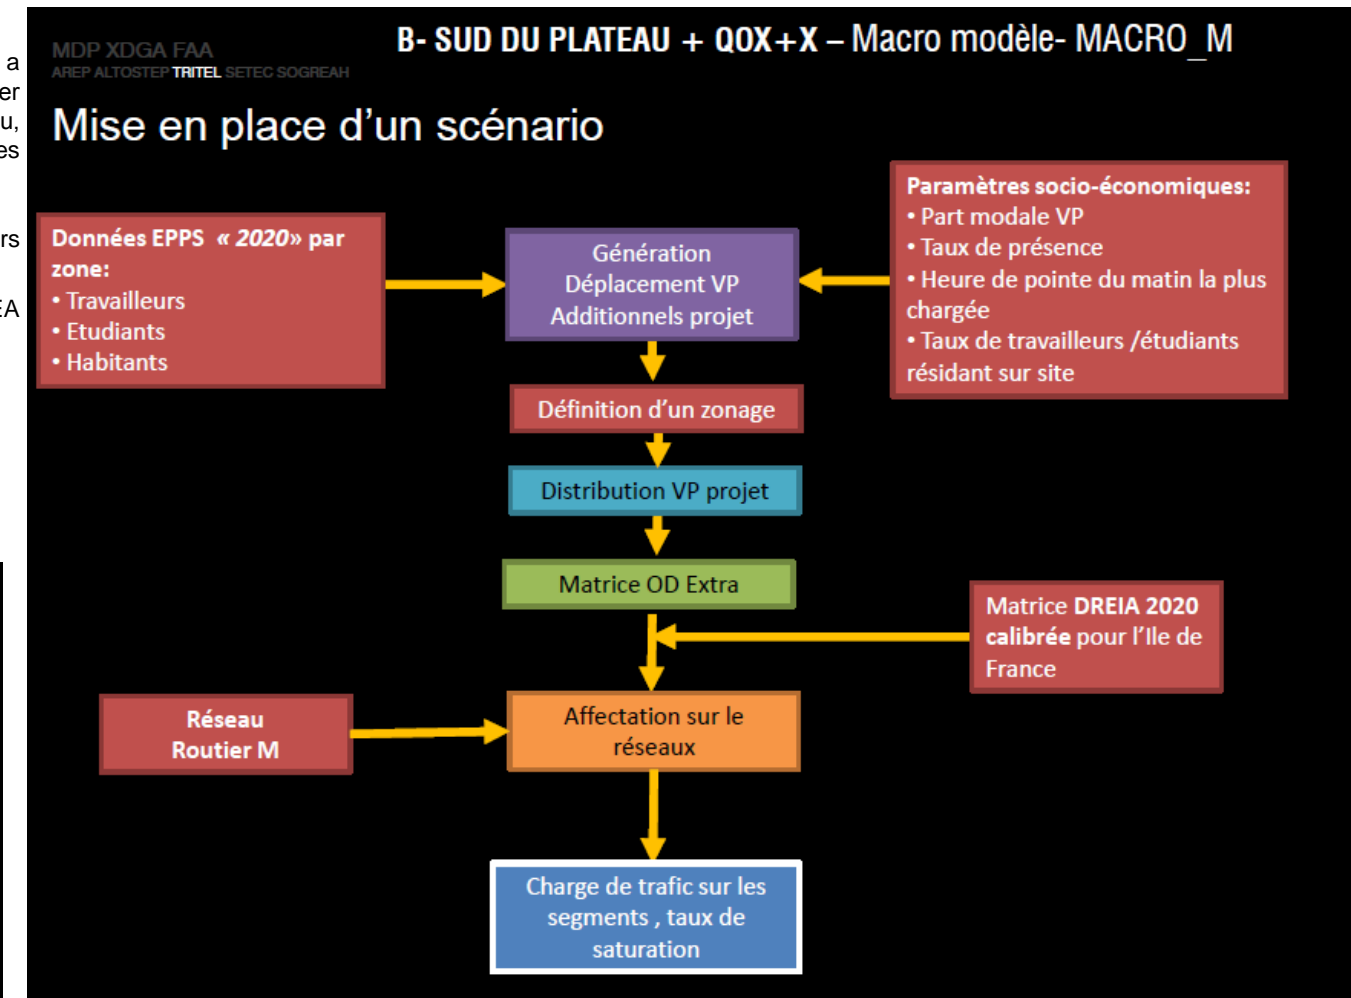 a
er
u,
es
rs
EA
MDP XDGA FAA
AREP ALTOSTEP TRITEL SETEC SOGREAH
B- SUD DU PLATEAU + QOX+X – Macro modèle- MACRO_M
Mise en place d’un scénario
Données EPPS « 2020» par
zone:
• Travailleurs
• Etudiants
• Habitants
Génération
Déplacement VP
Additionnels projet
Paramètres socio-économiques:
• Part modale VP
• Taux de présence
• Heure de pointe du matin la plus
chargée
• Taux de travailleurs /étudiants
résidant sur site
Définition d’un zonage
Distribution VP projet
Matrice OD Extra
Matrice DREIA 2020
calibrée pour l’Ile de
France
Réseau
Routier M
Affectation sur le
réseaux
Charge de trafic sur les
segments , taux de
saturation